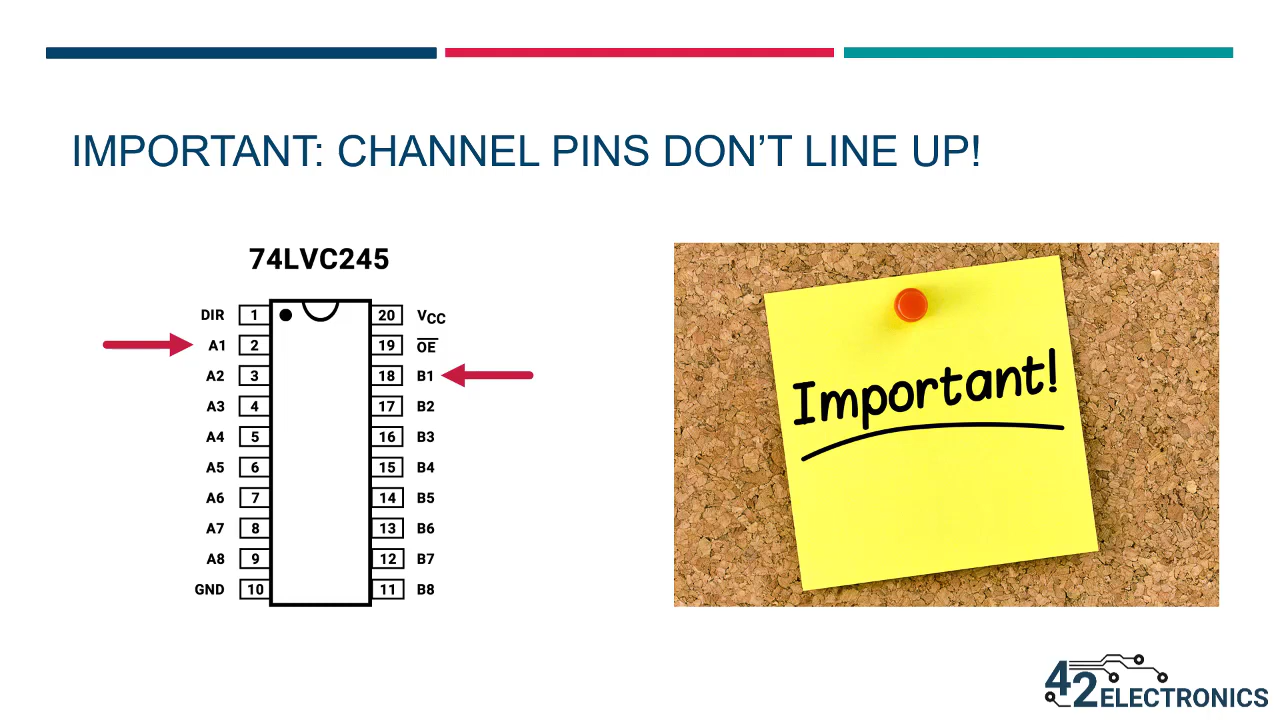 IMPORTANT: CHANNEL PINS DON’T LINE UP!
74LVC245
DIR 1 20 VCC
A1 2 19 OE
A2 3 18 B1
A3 4 17 B2
A4 5 16 B3
A5 6 15 B4
A6 7 14 B5
A7 8 13 B6
A8 9 12 B7
GND 10 11 B8
Important!
42 ELECTRONICS